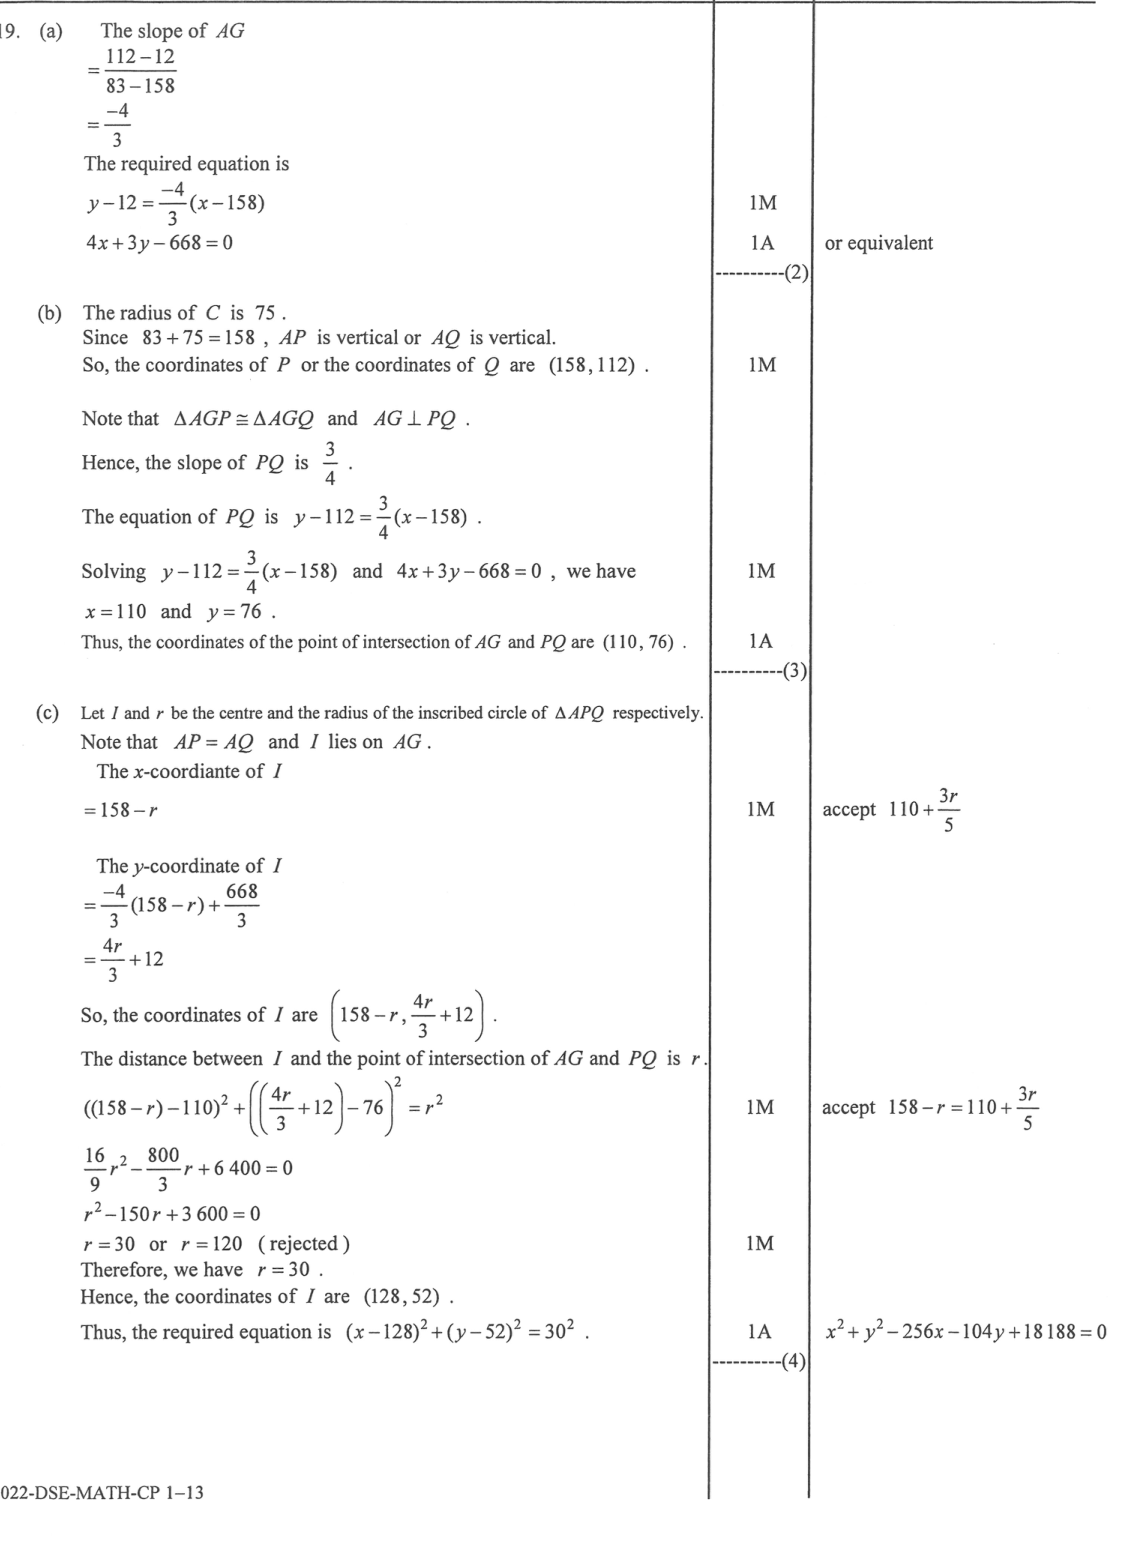 19. (a) The slope of AG
= (112 − 12)/(83 − 158)
= −4/3
The required equation is
y − 12 = −4/3 (x − 158) 1M
4x + 3y − 668 = 0 1A or equivalent
----------(2)
(b) The radius of C is 75 .
Since 83 + 75 = 158 , AP is vertical or AQ is vertical.
So, the coordinates of P or the coordinates of Q are (158, 112) . 1M
Note that ΔAGP ≅ ΔAGQ and AG ⊥ PQ .
Hence, the slope of PQ is 3/4 .
The equation of PQ is y − 112 = 3/4 (x − 158) .
Solving y − 112 = 3/4 (x − 158) and 4x + 3y − 668 = 0 , we have 1M
x = 110 and y = 76 .
Thus, the coordinates of the point of intersection of AG and PQ are (110, 76) . 1A
----------(3)
(c) Let I and r be the centre and the radius of the inscribed circle of ΔAPQ respectively.
Note that AP = AQ and I lies on AG .
The x-coordiante of I
= 158 − r 1M accept 110 + 3r/5
The y-coordinate of I
= −4/3 (158 − r) + 668/3
= 4r/3 + 12
So, the coordinates of I are (158 − r, 4r/3 + 12) .
The distance between I and the point of intersection of AG and PQ is r .
((158 − r) − 110)² + ((4r/3 + 12) − 76)² = r² 1M accept 158 − r = 110 + 3r/5
16/9 r² − 800/3 r + 6 400 = 0
r² − 150r + 3 600 = 0
r = 30 or r = 120 ( rejected ) 1M
Therefore, we have r = 30 .
Hence, the coordinates of I are (128, 52) .
Thus, the required equation is (x − 128)² + (y − 52)² = 30² . 1A x² + y² − 256x − 104y + 18 188 = 0
----------(4)
022-DSE-MATH-CP 1–13